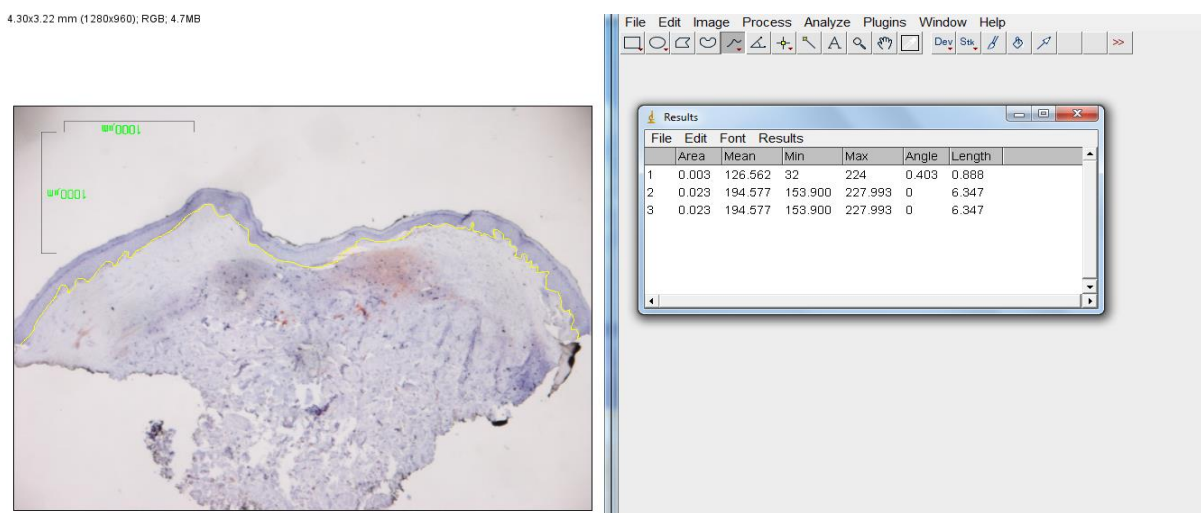 4.30x3.22 mm (1280x960); RGB; 4.7MB
1000µm
1000µm
File Edit Image Process Analyze Plugins Window Help
A Dev Stk >>
Results
File Edit Font Results
Area Mean Min Max Angle Length
1 0.003 126.562 32 224 0.403 0.888
2 0.023 194.577 153.900 227.993 0 6.347
3 0.023 194.577 153.900 227.993 0 6.347